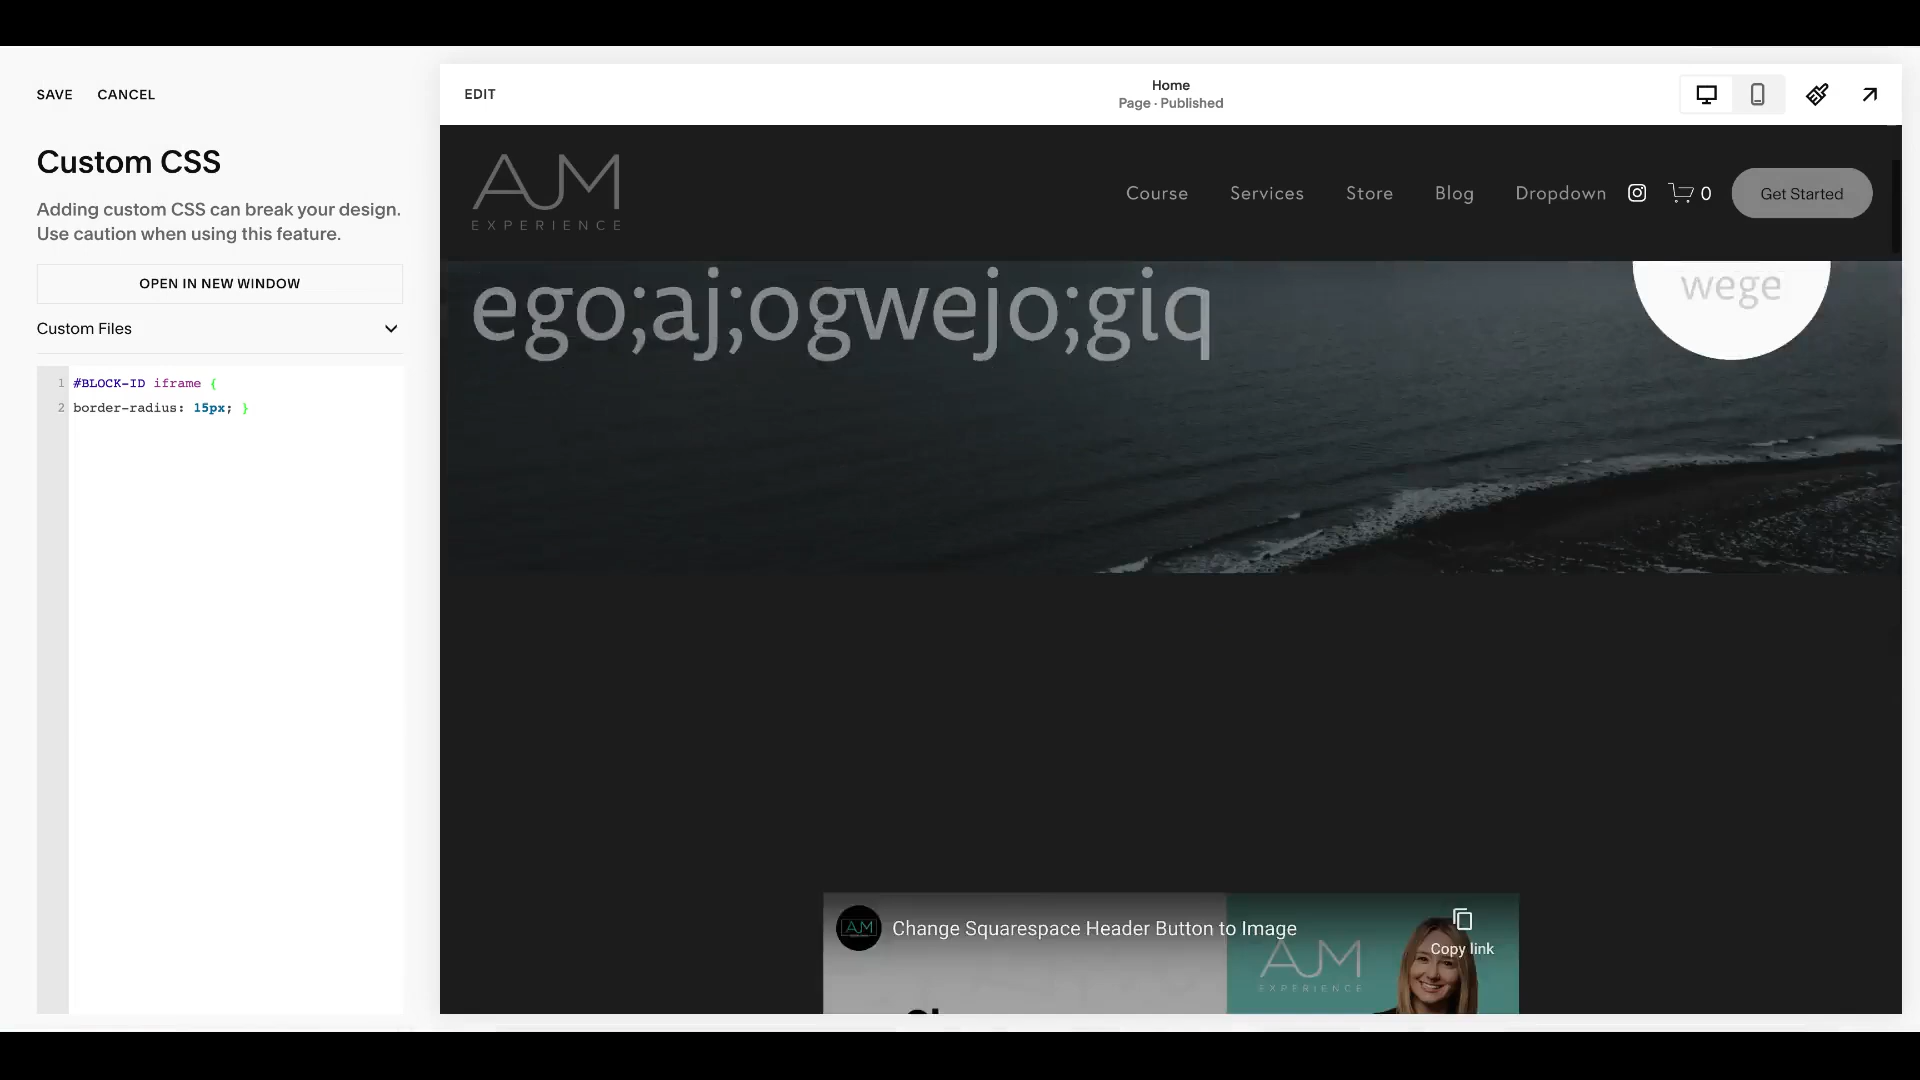 SAVE CANCEL
Custom CSS
Adding custom CSS can break your design.
Use caution when using this feature.
OPEN IN NEW WINDOW
Custom Files
1 #BLOCK-ID iframe {
2 border-radius: 15px; }
EDIT
Home
Page · Published
AJM
EXPERIENCE
Course Services Store Blog Dropdown 0 Get Started
ego;aj;ogwejo;giq
wege
AJM Change Squarespace Header Button to Image
Copy link
AJM
EXPERIENCE